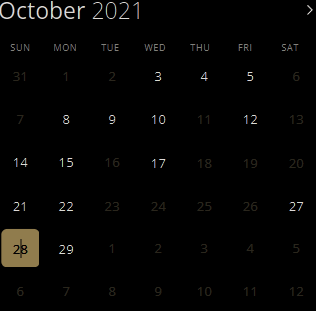 October 2021
SUN MON TUE WED THU FRI SAT
31 1 2 3 4 5 6
7 8 9 10 11 12 13
14 15 16 17 18 19 20
21 22 23 24 25 26 27
28 29 1 2 3 4 5
6 7 8 9 10 11 12